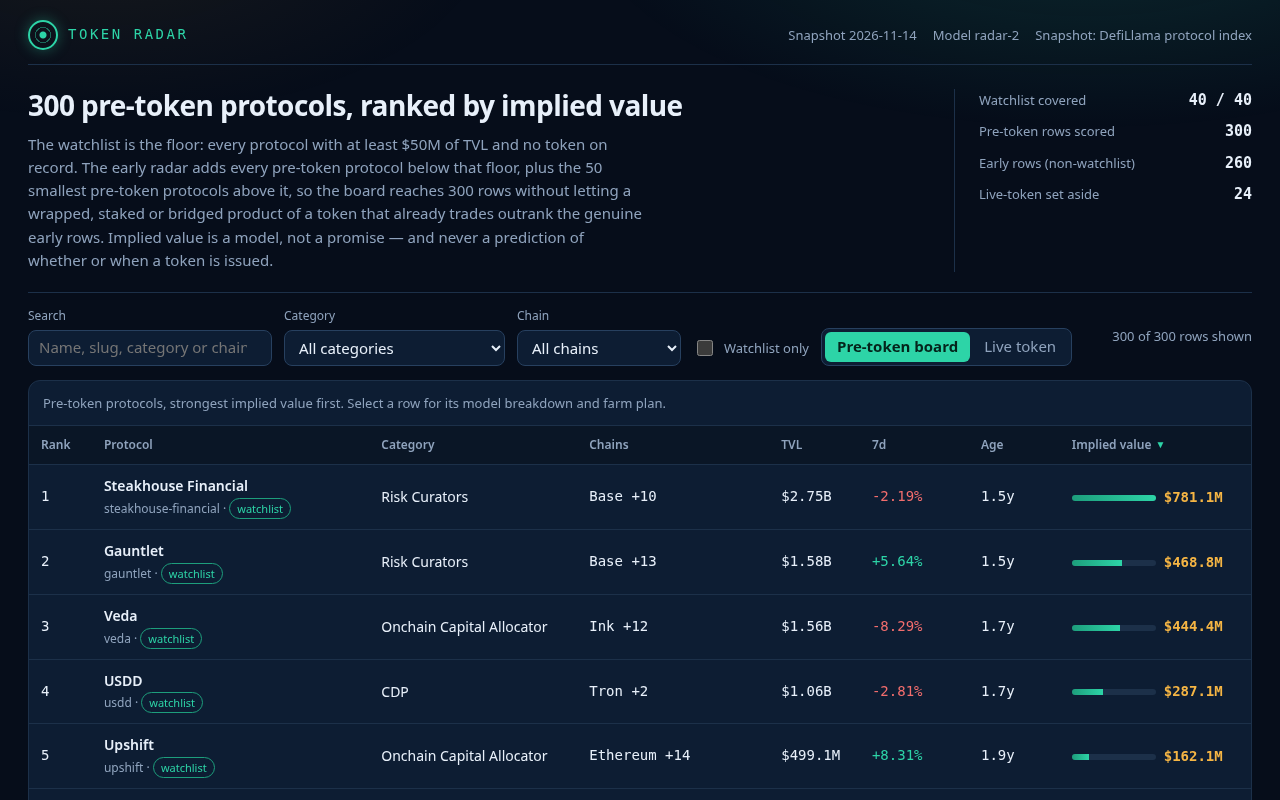 TOKEN RADAR
Snapshot 2026-11-14 Model radar-2 Snapshot: DefiLlama protocol index
300 pre-token protocols, ranked by implied value
The watchlist is the floor: every protocol with at least $50M of TVL and no token on
record. The early radar adds every pre-token protocol below that floor, plus the 50
smallest pre-token protocols above it, so the board reaches 300 rows without letting a
wrapped, staked or bridged product of a token that already trades outrank the genuine
early rows. Implied value is a model, not a promise — and never a prediction of
whether or when a token is issued.
Watchlist covered 40 / 40
Pre-token rows scored 300
Early rows (non-watchlist) 260
Live-token set aside 24
Search Category Chain
Name, slug, category or chain All categories All chains Watchlist only Pre-token board Live token 300 of 300 rows shown
Pre-token protocols, strongest implied value first. Select a row for its model breakdown and farm plan.
Rank Protocol Category Chains TVL 7d Age Implied value ▼
1 Steakhouse Financial Risk Curators Base +10 $2.75B -2.19% 1.5y $781.1M
steakhouse-financial · watchlist
2 Gauntlet Risk Curators Base +13 $1.58B +5.64% 1.5y $468.8M
gauntlet · watchlist
3 Veda Onchain Capital Allocator Ink +12 $1.56B -8.29% 1.7y $444.4M
veda · watchlist
4 USDD CDP Tron +2 $1.06B -2.81% 1.7y $287.1M
usdd · watchlist
5 Upshift Onchain Capital Allocator Ethereum +14 $499.1M +8.31% 1.9y $162.1M
upshift · watchlist